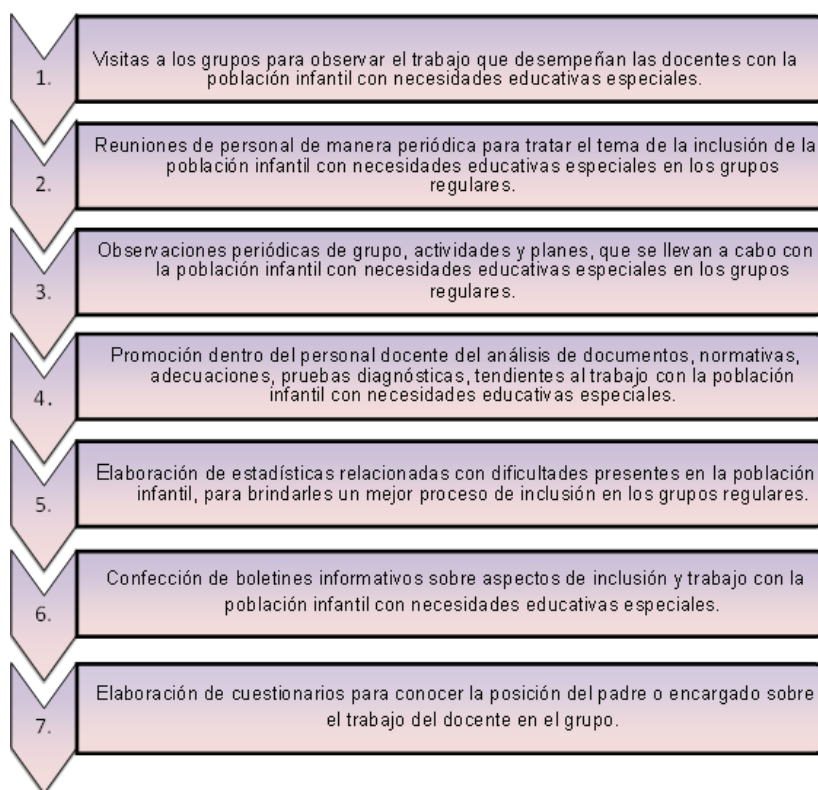 1.
Visitas a los grupos para observar el trabajo que desempeñan las docentes con la
población infantil con necesidades educativas especiales.
2.
Reuniones de personal de manera periódica para tratar el tema de la inclusión de la
población infantil con necesidades educativas especiales en los grupos
regulares.
3.
Observaciones periódicas de grupo, actividades y planes, que se llevan a cabo con
la población infantil con necesidades educativas especiales en los grupos
regulares.
4.
Promoción dentro del personal docente del análisis de documentos, normativas,
adecuaciones, pruebas diagnósticas, tendientes al trabajo con la población
infantil con necesidades educativas especiales.
5.
Elaboración de estadísticas relacionadas con dificultades presentes en la población
infantil, para brindarles un mejor proceso de inclusión en los grupos regulares.
6.
Confección de boletines informativos sobre aspectos de inclusión y trabajo con la
población infantil con necesidades educativas especiales.
7.
Elaboración de cuestionarios para conocer la posición del padre o encargado sobre
el trabajo del docente en el grupo.